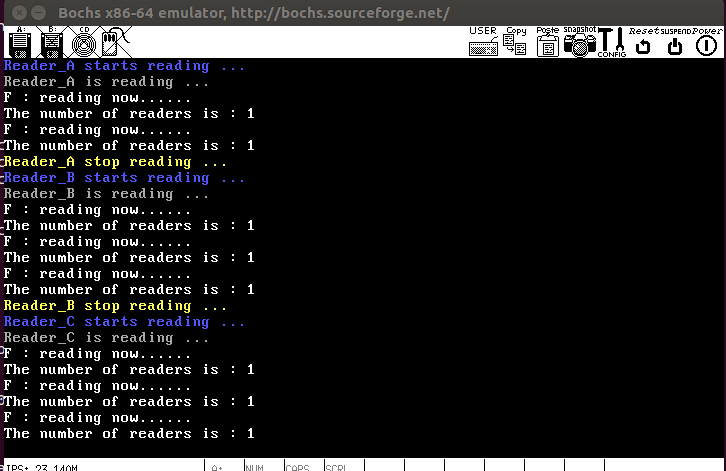 Bochs x86-64 emulator, http://bochs.sourceforge.net/
A: B: CD USER Copy Paste snapshot CONFIG Reset SUSPEND Power
Reader_A starts reading ...
Reader_A is reading ...
F : reading now......
The number of readers is : 1
F : reading now......
The number of readers is : 1
Reader_A stop reading ...
Reader_B starts reading ...
Reader_B is reading ...
F : reading now......
The number of readers is : 1
F : reading now......
The number of readers is : 1
F : reading now......
The number of readers is : 1
Reader_B stop reading ...
Reader_C starts reading ...
Reader_C is reading ...
F : reading now......
The number of readers is : 1
F : reading now......
The number of readers is : 1
F : reading now......
The number of readers is : 1
IPS: 23.140M A: NUM CAPS SCRL